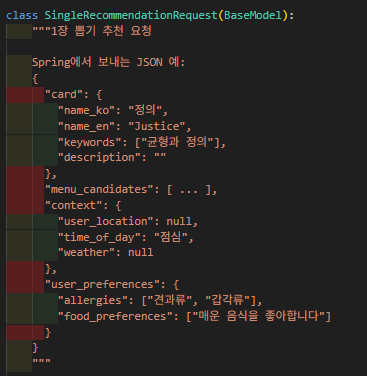 class SingleRecommendationRequest(BaseModel):
    """1장 뽑기 추천 요청

    Spring에서 보내는 JSON 예:
    {
      "card": {
        "name_ko": "정의",
        "name_en": "Justice",
        "keywords": ["균형과 정의"],
        "description": ""
      },
      "menu_candidates": [ ... ],
      "context": {
        "user_location": null,
        "time_of_day": "점심",
        "weather": null
      },
      "user_preferences": {
        "allergies": ["견과류", "갑각류"],
        "food_preferences": ["매운 음식을 좋아합니다"]
      }
    }
    """